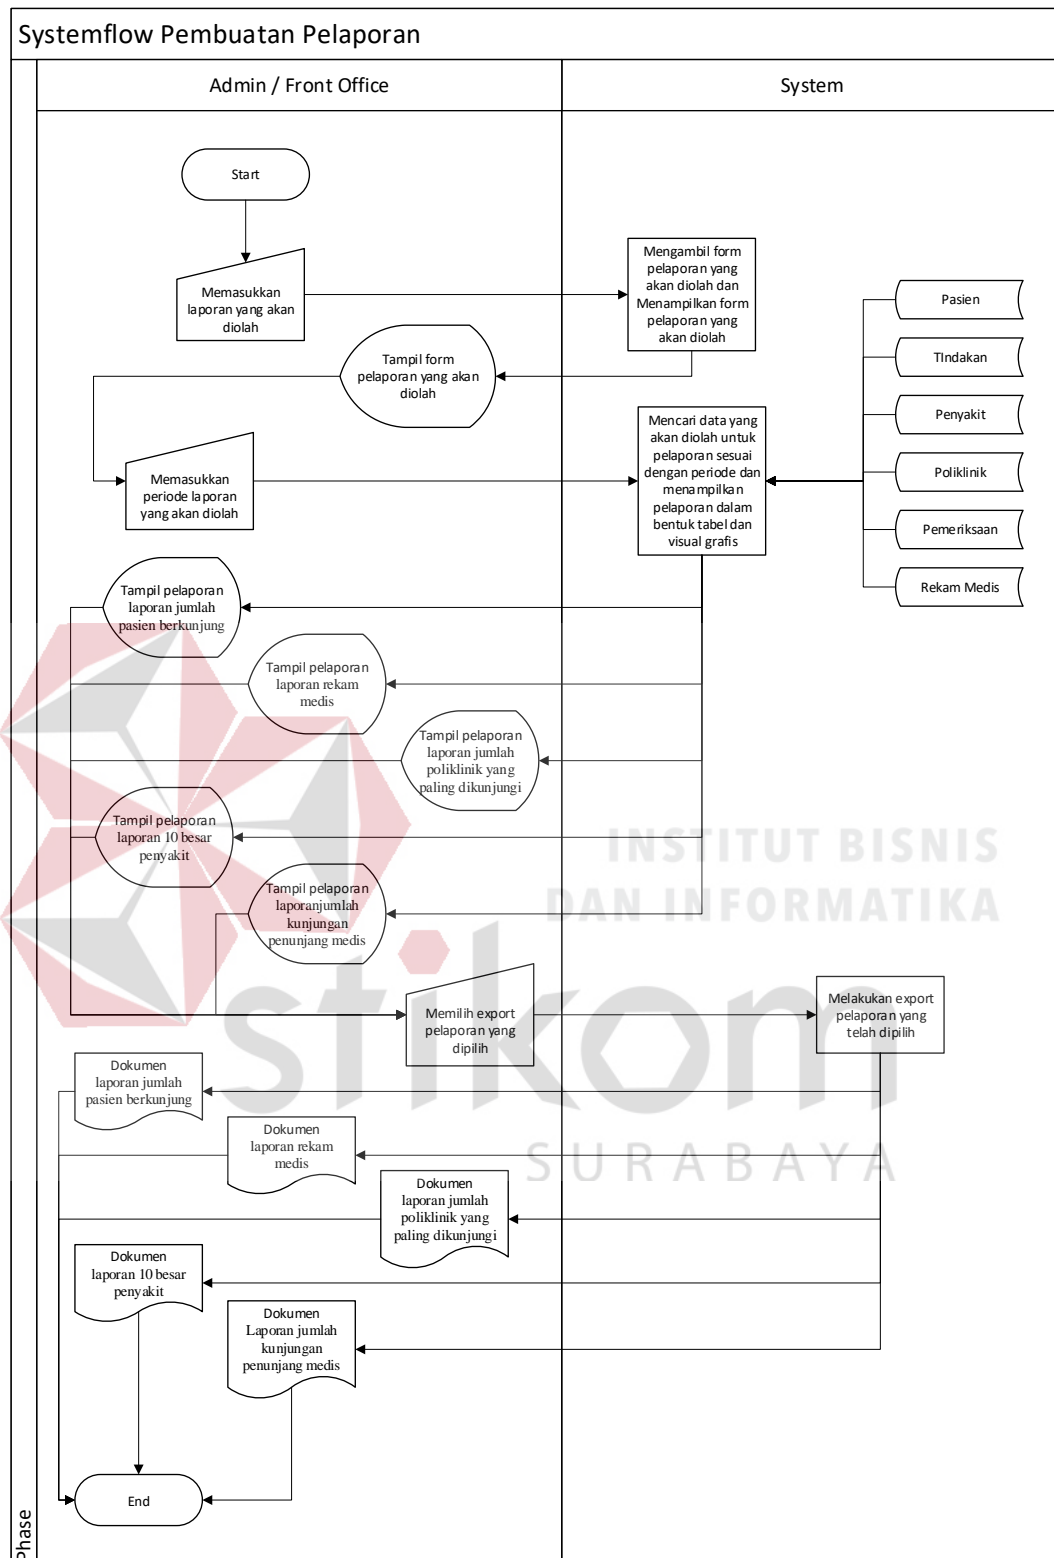 Systemflow Pembuatan Pelaporan
Admin / Front Office
System
Start
Memasukkan
laporan yang akan
diolah
Mengambil form
pelaporan yang
akan diolah dan
Menampilkan form
pelaporan yang
akan diolah
Pasien
TIndakan
Penyakit
Poliklinik
Pemeriksaan
Rekam Medis
Tampil form
pelaporan yang akan
diolah
Memasukkan
periode laporan
yang akan diolah
Mencari data yang
akan diolah untuk
pelaporan sesuai
dengan periode dan
menampilkan
pelaporan dalam
bentuk tabel dan
visual grafis
Tampil pelaporan
laporan jumlah
pasien berkunjung
Tampil pelaporan
laporan rekam
medis
Tampil pelaporan
laporan jumlah
poliklinik yang
paling dikunjungi
Tampil pelaporan
laporan 10 besar
penyakit
Tampil pelaporan
laporanjumlah
kunjungan
penunjang medis
INSTITUT BISNIS
DAN INFORMATIKA
stikom
SURABAYA
Memilih export
pelaporan yang
dipilih
Melakukan export
pelaporan yang
telah dipilih
Dokumen
laporan jumlah
pasien berkunjung
Dokumen
laporan rekam
medis
Dokumen
laporan jumlah
poliklinik yang
paling dikunjungi
Dokumen
laporan 10 besar
penyakit
Dokumen
Laporan jumlah
kunjungan
penunjang medis
End
Phase